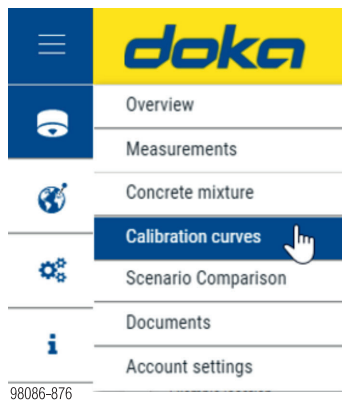 doka
Overview
Measurements
Concrete mixture
Calibration curves
Scenario Comparison
Documents
Account settings
98086-876